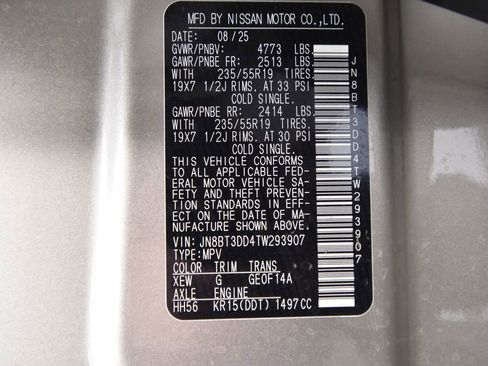 MFD BY NISSAN MOTOR CO.,LTD.
DATE: 08/25
GVWR/PNBV: 4773 LBS.
GAWR/PNBE FR: 2513 LBS.
WITH 235/55R19 TIRES.
19X7 1/2J RIMS. AT 33 PSI
COLD SINGLE.
GAWR/PNBE RR: 2414 LBS.
WITH 235/55R19 TIRES.
19X7 1/2J RIMS. AT 30 PSI
COLD SINGLE.
THIS VEHICLE CONFORMS
TO ALL APPLICABLE FED-
ERAL MOTOR VEHICLE SA-
FETY AND THEFT PREVENTION
STANDARDS IN EFFECT
ON THE DATE OF MA-
NUFACTURE SHOWN ABOVE.
VIN: JN8BT3DD4TW293907
TYPE: MPV
COLOR TRIM TRANS
XEW G GE0F14A
AXLE ENGINE
HH56 KR15(DDT) 1497CC
JN8BT3DD4TW293907